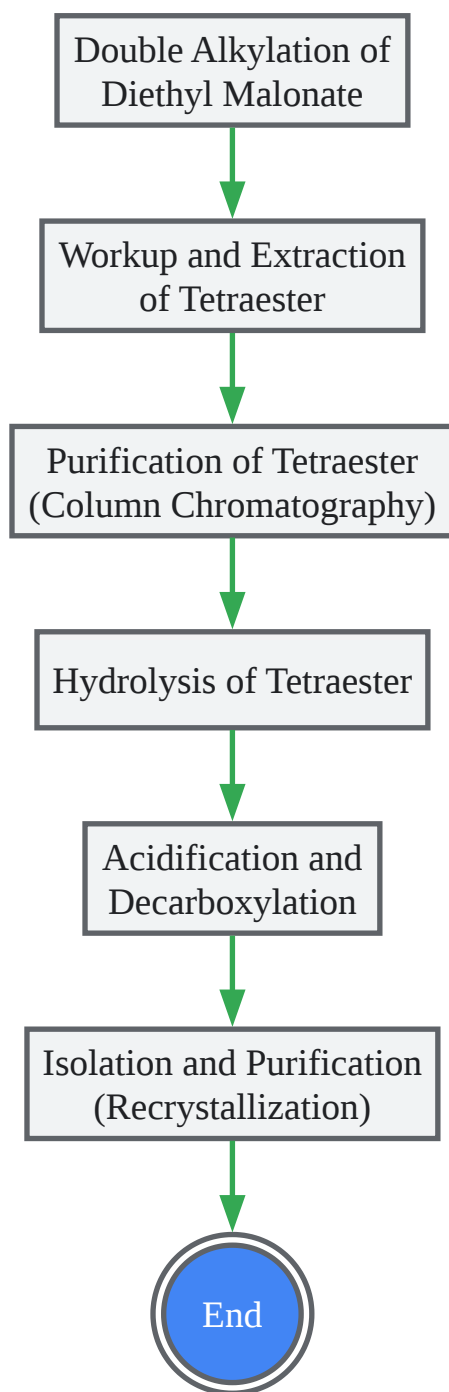 Double Alkylation of
Diethyl Malonate
Workup and Extraction
of Tetraester
Purification of Tetraester
(Column Chromatography)
Hydrolysis of Tetraester
Acidification and
Decarboxylation
Isolation and Purification
(Recrystallization)
End